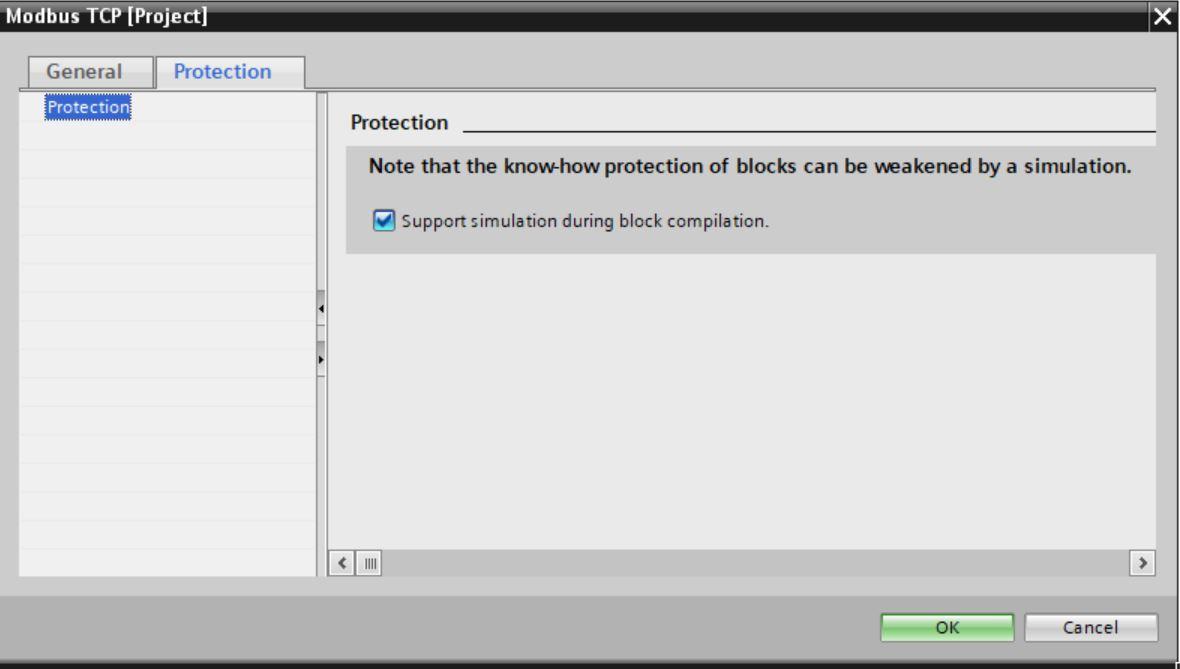 Modbus TCP [Project]
General
Protection
Protection
Protection
Note that the know-how protection of blocks can be weakened by a simulation.
Support simulation during block compilation.
OK
Cancel